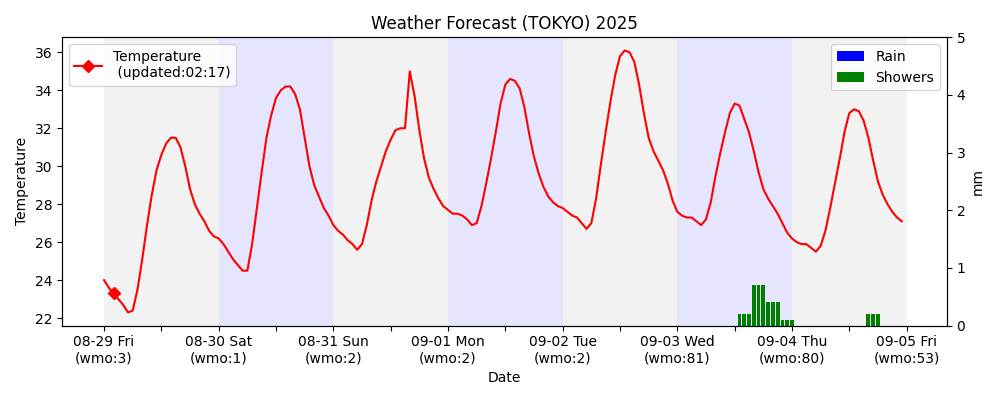 Weather Forecast (TOKYO) 2025
Temperature
(updated:02:17)
Rain
Showers
36
34
32
30
28
26
24
22
Temperature
5
4
3
2
1
0
mm
08-29 Fri
(wmo:3)
08-30 Sat
(wmo:1)
08-31 Sun
(wmo:2)
09-01 Mon
(wmo:2)
09-02 Tue
(wmo:2)
09-03 Wed
(wmo:81)
09-04 Thu
(wmo:80)
09-05 Fri
(wmo:53)
Date